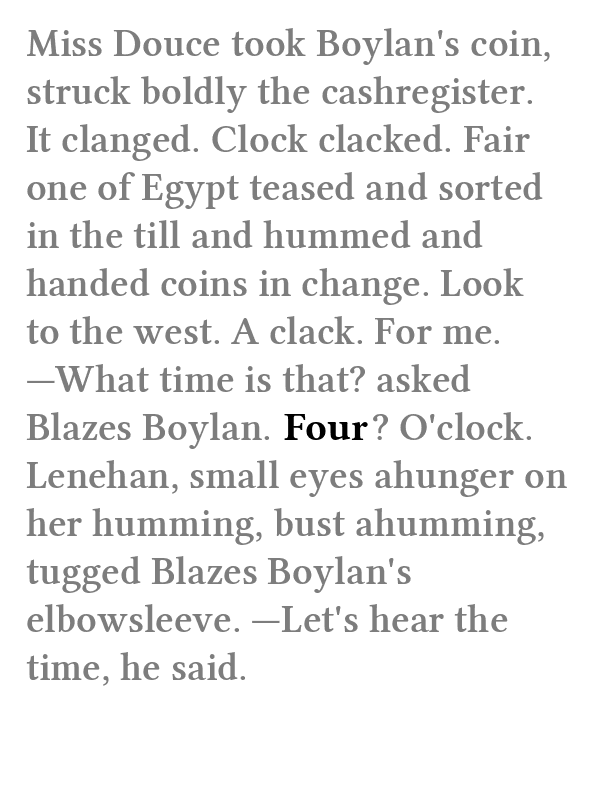 Miss Douce took Boylan's coin,
struck boldly the cashregister.
It clanged. Clock clacked. Fair
one of Egypt teased and sorted
in the till and hummed and
handed coins in change. Look
to the west. A clack. For me.
—What time is that? asked
Blazes Boylan. Four? O'clock.
Lenehan, small eyes ahunger on
her humming, bust ahumming,
tugged Blazes Boylan's
elbowsleeve. —Let's hear the
time, he said.